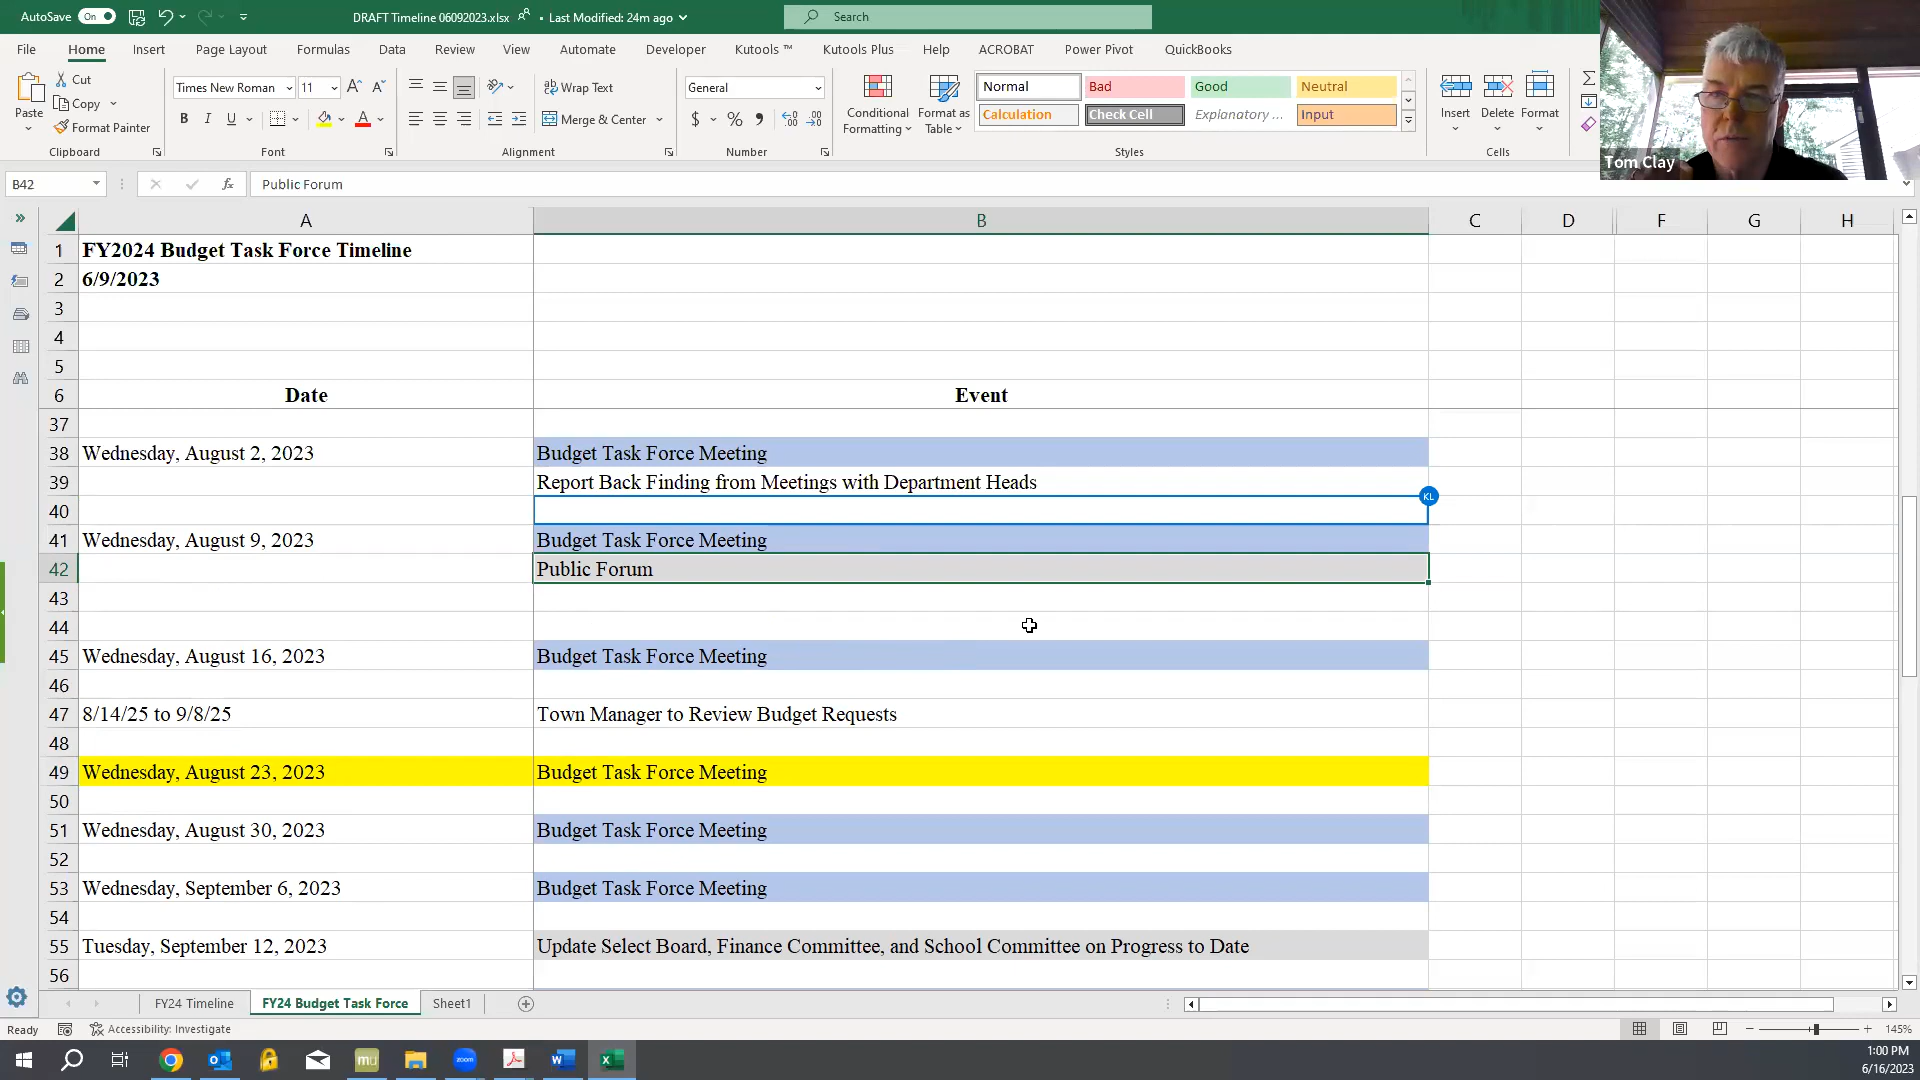 AutoSave On DRAFT Timeline 06092023.xlsx • Last Modified: 24m ago Search
File Home Insert Page Layout Formulas Data Review View Automate Developer Kutools ™ Kutools Plus Help ACROBAT Power Pivot QuickBooks
Paste Cut Copy Format Painter Clipboard
Times New Roman 11 B I U A A Font
ab Wrap Text Merge & Center Alignment
General $ % Number
Conditional Formatting Format as Table
Normal Bad Good Neutral
Calculation Check Cell Explanatory ... Input
Styles
Insert Delete Format Cells
Tom Clay
B42 fx Public Forum
A B C D F G H
1 FY2024 Budget Task Force Timeline
2 6/9/2023
3
4
5
6 Date Event
37
38 Wednesday, August 2, 2023 Budget Task Force Meeting
39 Report Back Finding from Meetings with Department Heads
KL
40
41 Wednesday, August 9, 2023 Budget Task Force Meeting
42 Public Forum
43
44
45 Wednesday, August 16, 2023 Budget Task Force Meeting
46
47 8/14/25 to 9/8/25 Town Manager to Review Budget Requests
48
49 Wednesday, August 23, 2023 Budget Task Force Meeting
50
51 Wednesday, August 30, 2023 Budget Task Force Meeting
52
53 Wednesday, September 6, 2023 Budget Task Force Meeting
54
55 Tuesday, September 12, 2023 Update Select Board, Finance Committee, and School Committee on Progress to Date
56
FY24 Timeline FY24 Budget Task Force Sheet1
Ready Accessibility: Investigate 145%
mu zoom
1:00 PM
6/16/2023